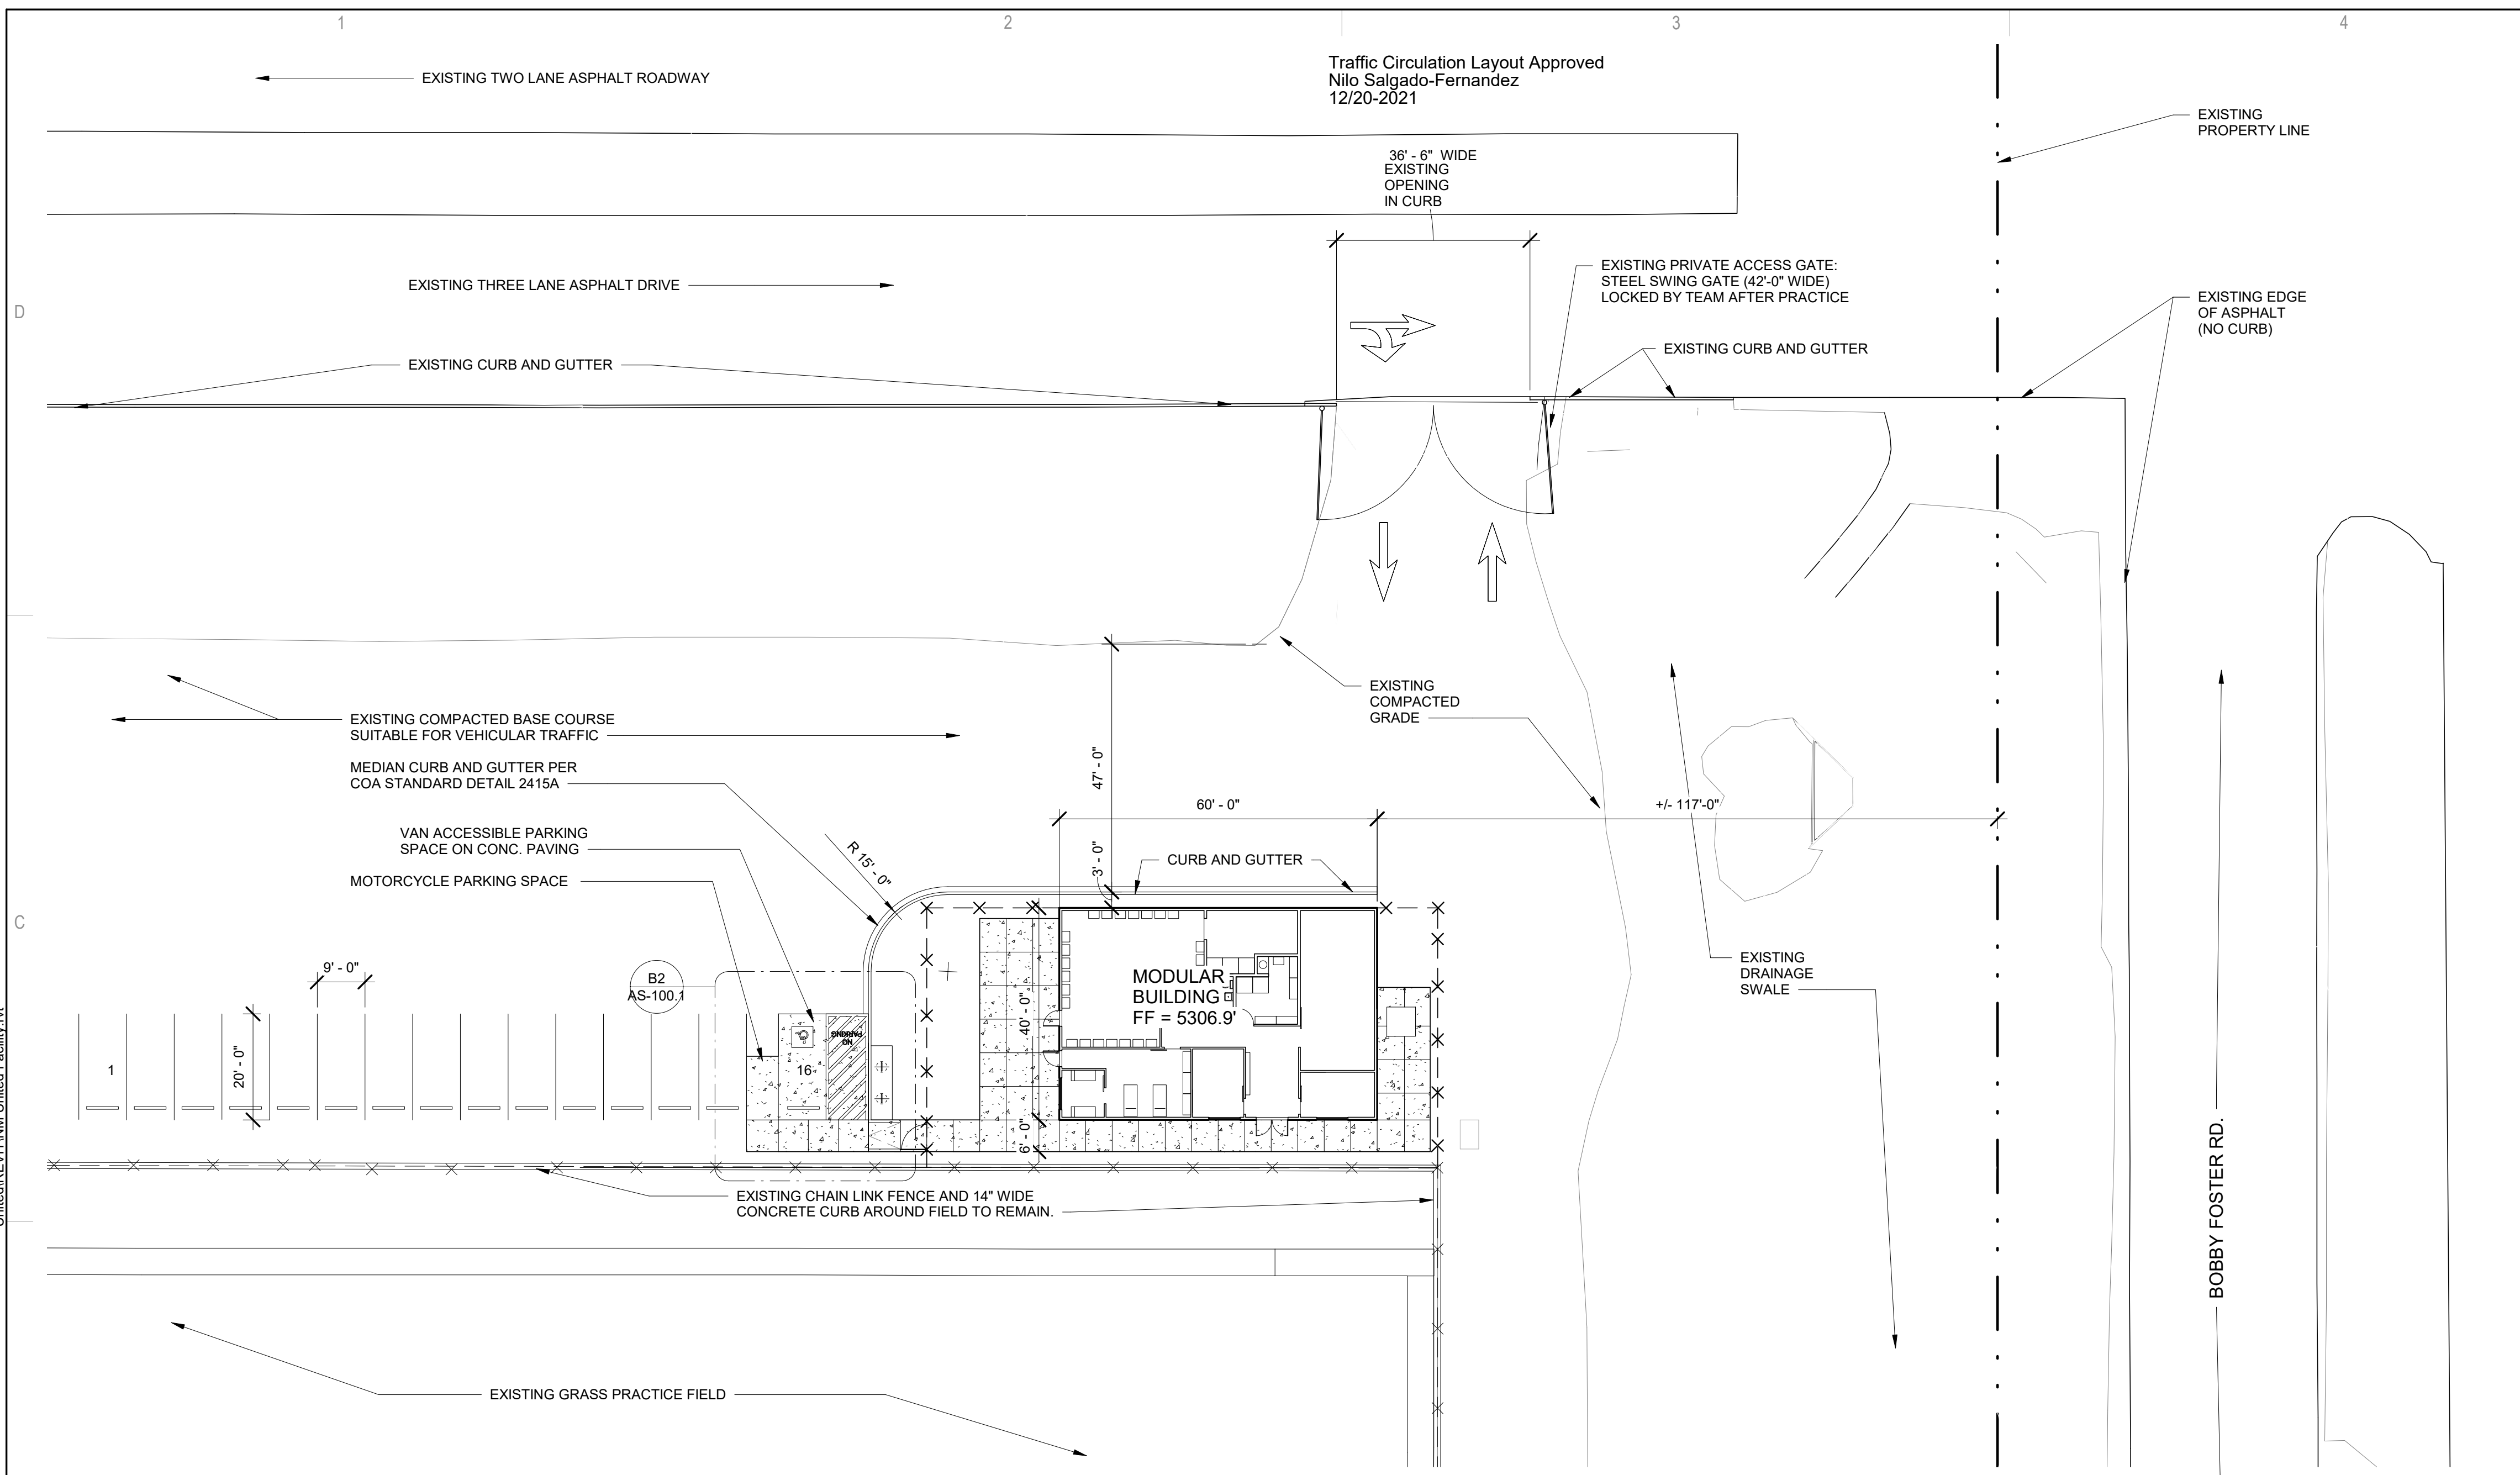 1
2
3
4
D
C
Traffic Circulation Layout Approved
Nilo Salgado-Fernandez
12/20-2021
EXISTING TWO LANE ASPHALT ROADWAY
EXISTING
PROPERTY LINE
36' - 6" WIDE
EXISTING
OPENING
IN CURB
EXISTING THREE LANE ASPHALT DRIVE
EXISTING PRIVATE ACCESS GATE:
STEEL SWING GATE (42'-0" WIDE)
LOCKED BY TEAM AFTER PRACTICE
EXISTING EDGE
OF ASPHALT
(NO CURB)
EXISTING CURB AND GUTTER
EXISTING CURB AND GUTTER
EXISTING
COMPACTED
GRADE
EXISTING COMPACTED BASE COURSE
SUITABLE FOR VEHICULAR TRAFFIC
MEDIAN CURB AND GUTTER PER
COA STANDARD DETAIL 2415A
47' - 0"
60' - 0"
+/- 117'-0"
VAN ACCESSIBLE PARKING
SPACE ON CONC. PAVING
R 15' - 0"
3' - 0"
CURB AND GUTTER
MOTORCYCLE PARKING SPACE
9' - 0"
B2
AS-100.1
MODULAR
BUILDING
FF = 5306.9'
40' - 0"
EXISTING
DRAINAGE
SWALE
NO
PARKING
1
20' - 0"
16
6' - 0"
BOBBY FOSTER RD.
EXISTING CHAIN LINK FENCE AND 14" WIDE
CONCRETE CURB AROUND FIELD TO REMAIN.
EXISTING GRASS PRACTICE FIELD